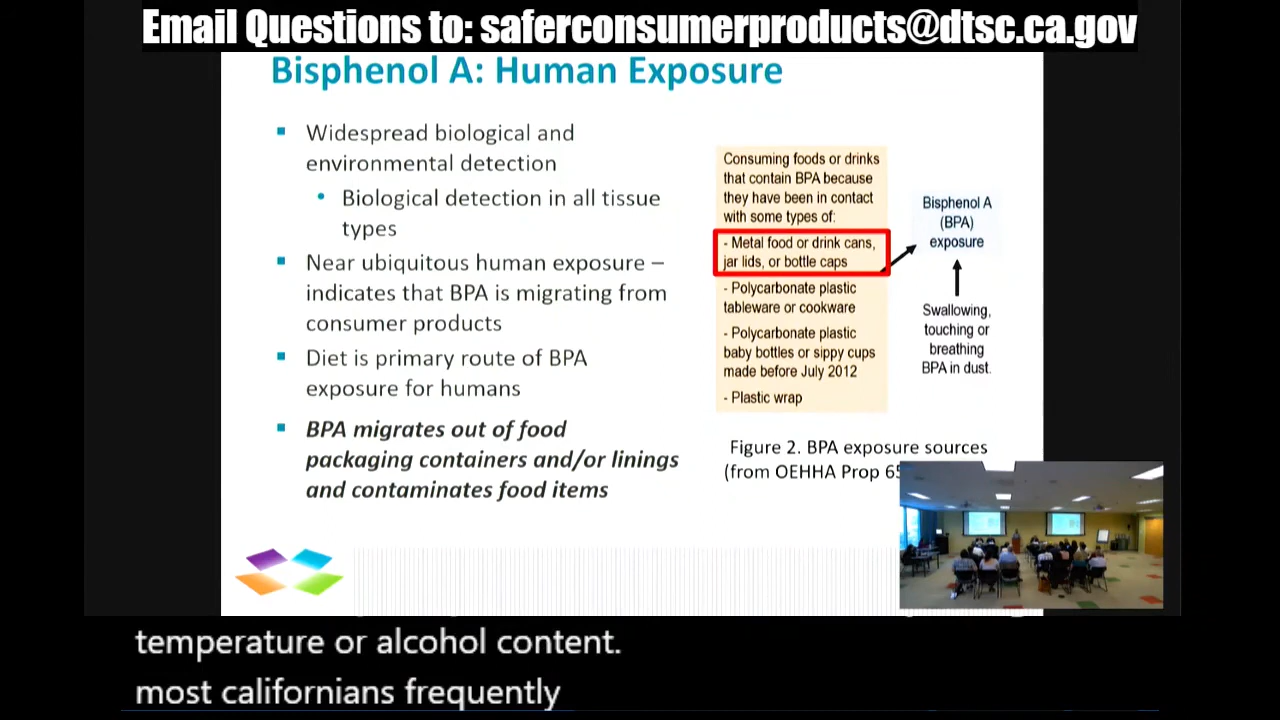 Email Questions to: saferconsumerproducts@dtsc.ca.gov
Bisphenol A: Human Exposure
Widespread biological and
environmental detection
Biological detection in all tissue
types
Near ubiquitous human exposure –
indicates that BPA is migrating from
consumer products
Diet is primary route of BPA
exposure for humans
BPA migrates out of food
packaging containers and/or linings
and contaminates food items
Consuming foods or drinks
that contain BPA because
they have been in contact
with some types of:
- Metal food or drink cans,
jar lids, or bottle caps
- Polycarbonate plastic
tableware or cookware
- Polycarbonate plastic
baby bottles or sippy cups
made before July 2012
- Plastic wrap
Bisphenol A
(BPA)
exposure
Swallowing,
touching or
breathing
BPA in dust.
Figure 2. BPA exposure sources
(from OEHHA Prop 65
temperature or alcohol content.
most californians frequently